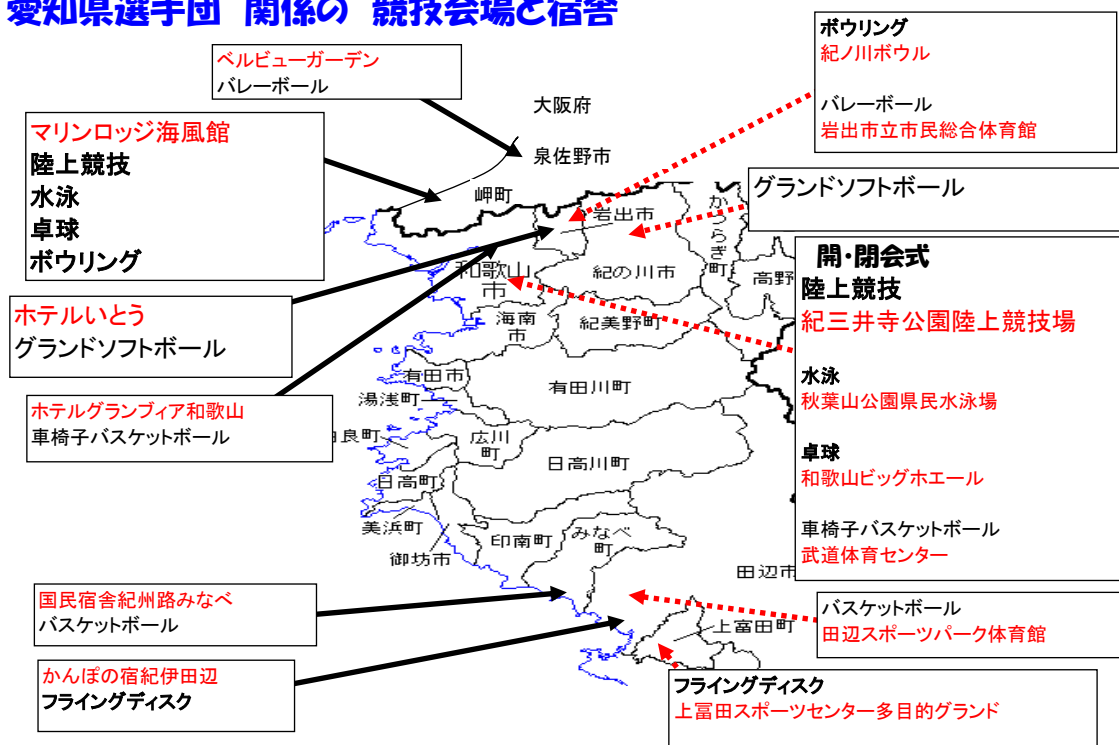 愛知県選手団 関係の 競技会場と宿舎
ベルビューガーデン
バレーボール
マリンロッジ海風館
陸上競技
水泳
卓球
ボウリング
ホテルいとう
グランドソフトボール
ホテルグランヴィア和歌山
車椅子バスケットボール
国民宿舎紀州路みなべ
バスケットボール
かんぽの宿紀伊田辺
フライングディスク
大阪府
泉佐野市
岬町
岩出市
かつらぎ町
和歌山市
紀の川市
高野
海南市
紀美野町
有田市
有田川町
湯浅町
広川町
由良町
日高川町
日高町
美浜町
御坊市
印南町
みなべ町
田辺市
上富田町
ボウリング
紀ノ川ボウル
バレーボール
岩出市立市民総合体育館
グランドソフトボール
開・閉会式
陸上競技
紀三井寺公園陸上競技場
水泳
秋葉山公園県民水泳場
卓球
和歌山ビッグホエール
車椅子バスケットボール
武道体育センター
バスケットボール
田辺スポーツパーク体育館
フライングディスク
上富田スポーツセンター多目的グランド